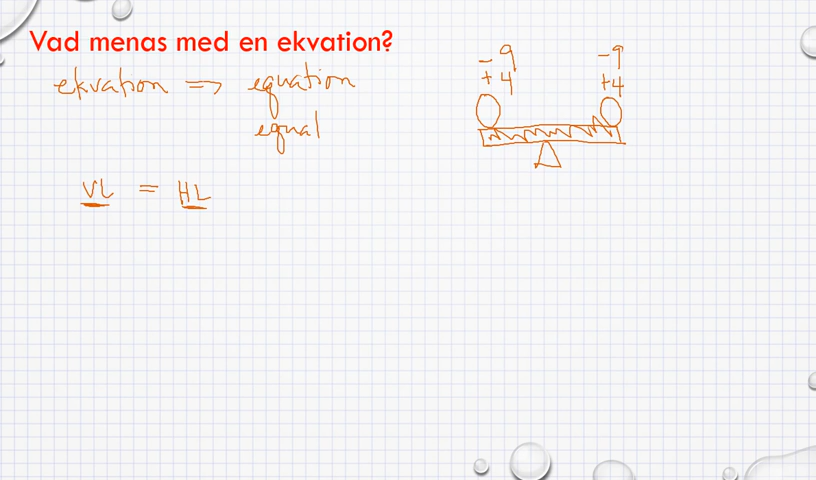 Vad menas med en ekvation?
ekvation => equation
equal
VL = HL
-9 -9
+4 +4